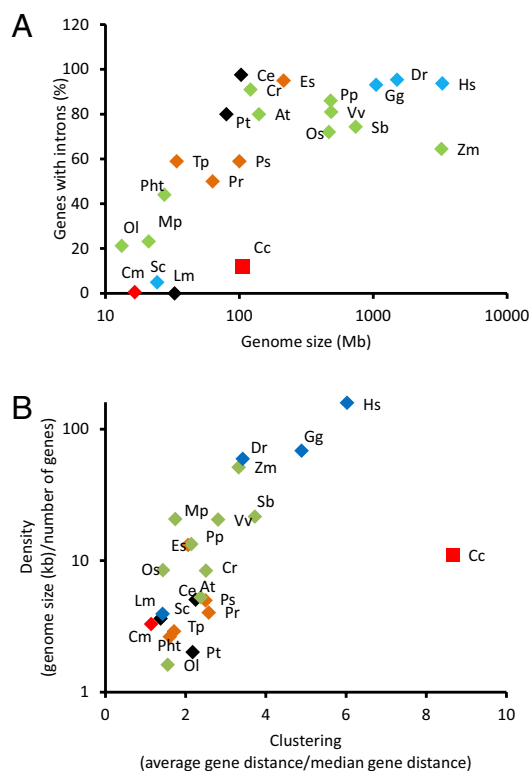 A
Genes with introns (%)
120
100
80
60
40
20
0
10
100
1000
10000
Genome size (Mb)
Ce
Cr
Es
Pt
At
Pp
Vv
Os
Sb
Gg
Dr
Hs
Zm
Tp
Ps
Pr
Pht
Ol
Mp
Cc
Cm
Sc
Lm
B
Density
(genome size (kb)/number of genes)
100
10
1
0
2
4
6
8
10
Clustering
(average gene distance/median gene distance)
Hs
Dr
Gg
Zm
Sb
Mp
Vv
Es
Pp
Cc
Os
Cr
Ce
At
Lm
Sc
Ps
Pr
Cm
Tp
Pht
Pt
Ol